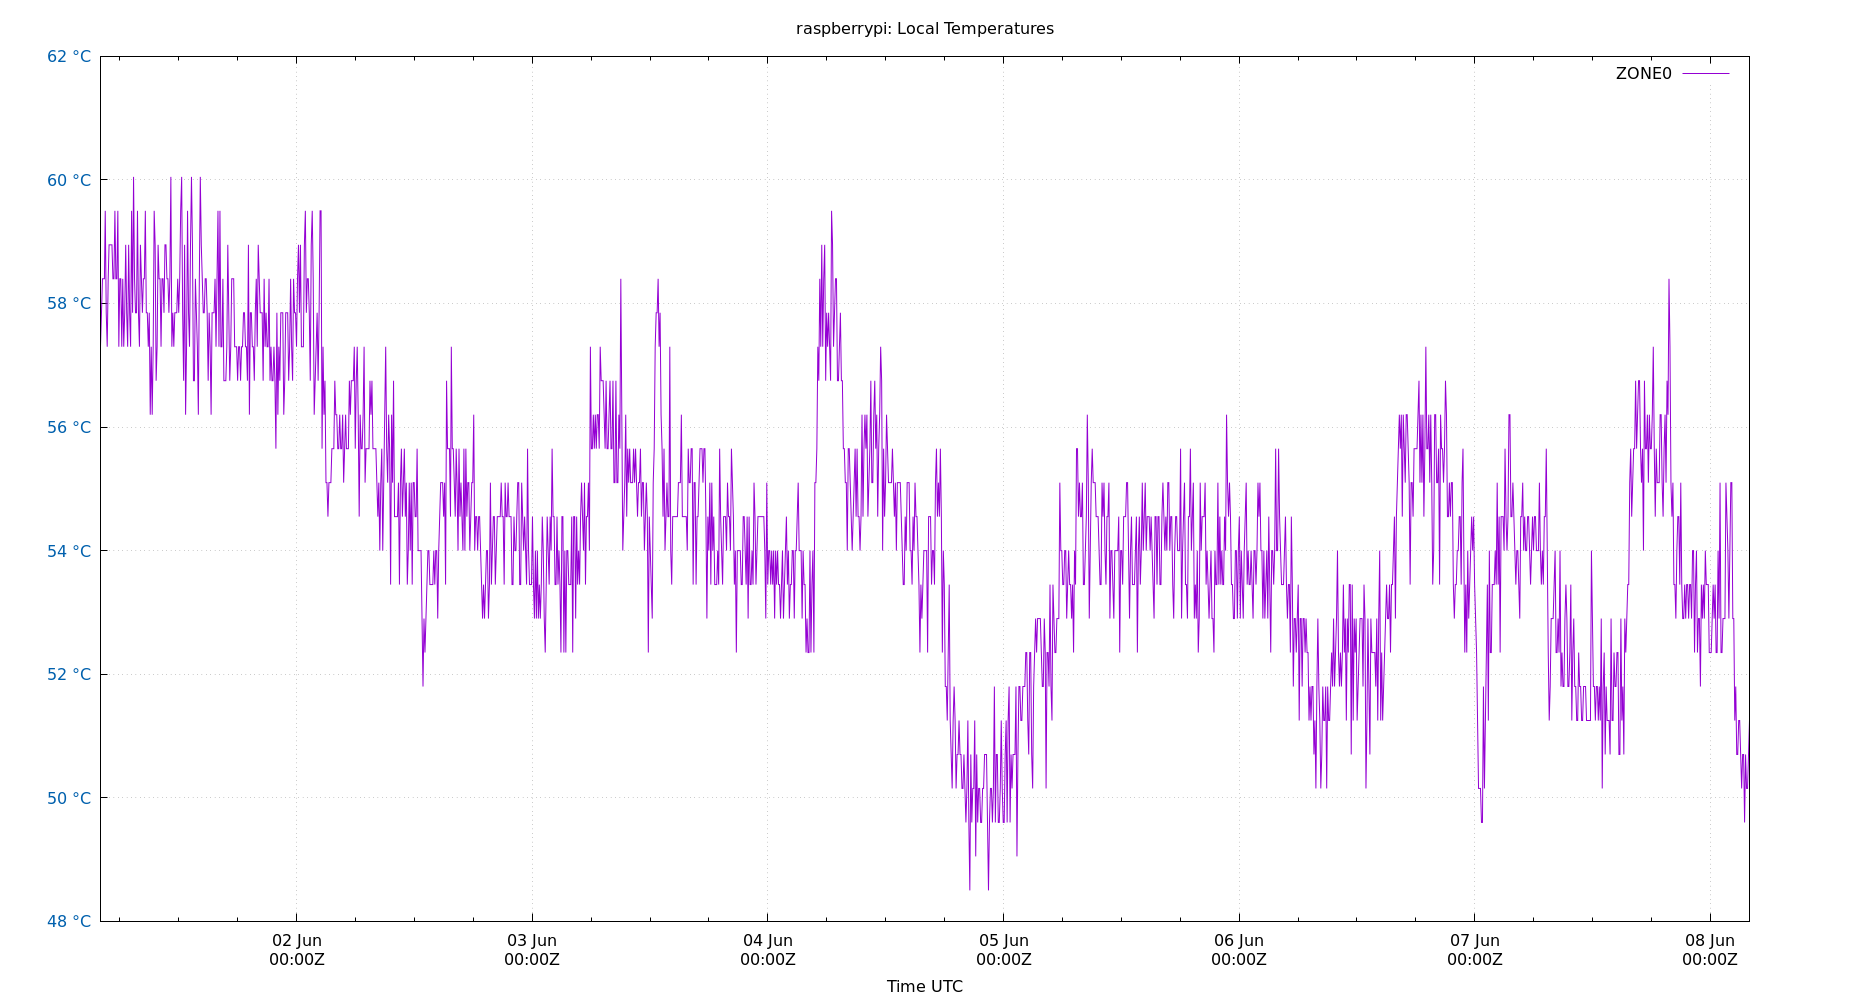 raspberrypi: Local Temperatures
62 °C
60 °C
58 °C
56 °C
54 °C
52 °C
50 °C
48 °C
ZONE0
02 Jun
00:00Z
03 Jun
00:00Z
04 Jun
00:00Z
05 Jun
00:00Z
06 Jun
00:00Z
07 Jun
00:00Z
08 Jun
00:00Z
Time UTC